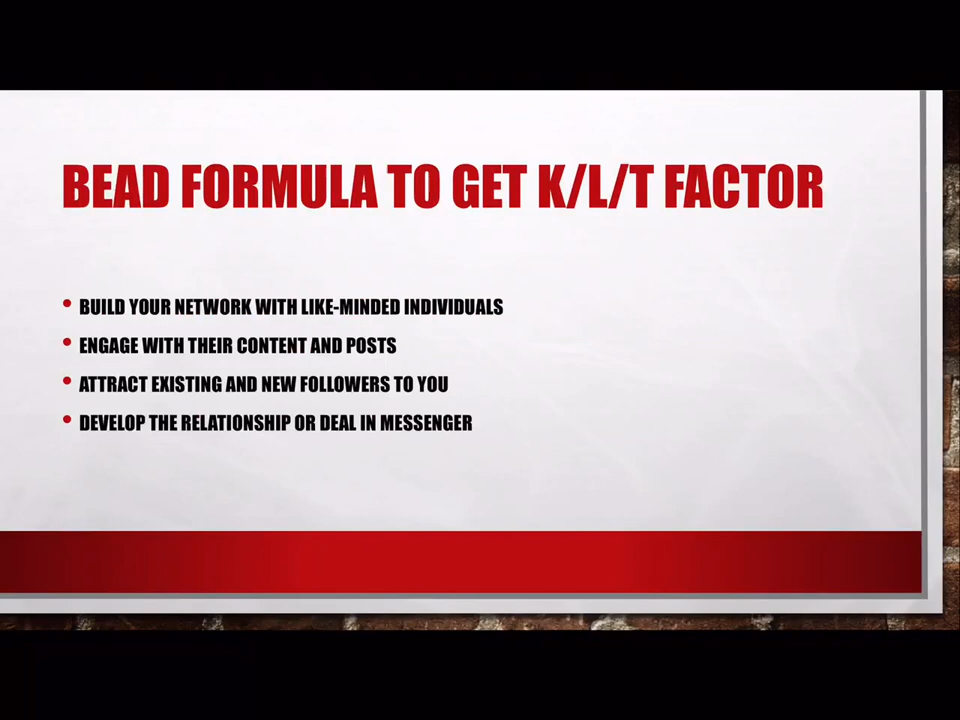 BEAD FORMULA TO GET K/L/T FACTOR
• BUILD YOUR NETWORK WITH LIKE-MINDED INDIVIDUALS
• ENGAGE WITH THEIR CONTENT AND POSTS
• ATTRACT EXISTING AND NEW FOLLOWERS TO YOU
• DEVELOP THE RELATIONSHIP OR DEAL IN MESSENGER